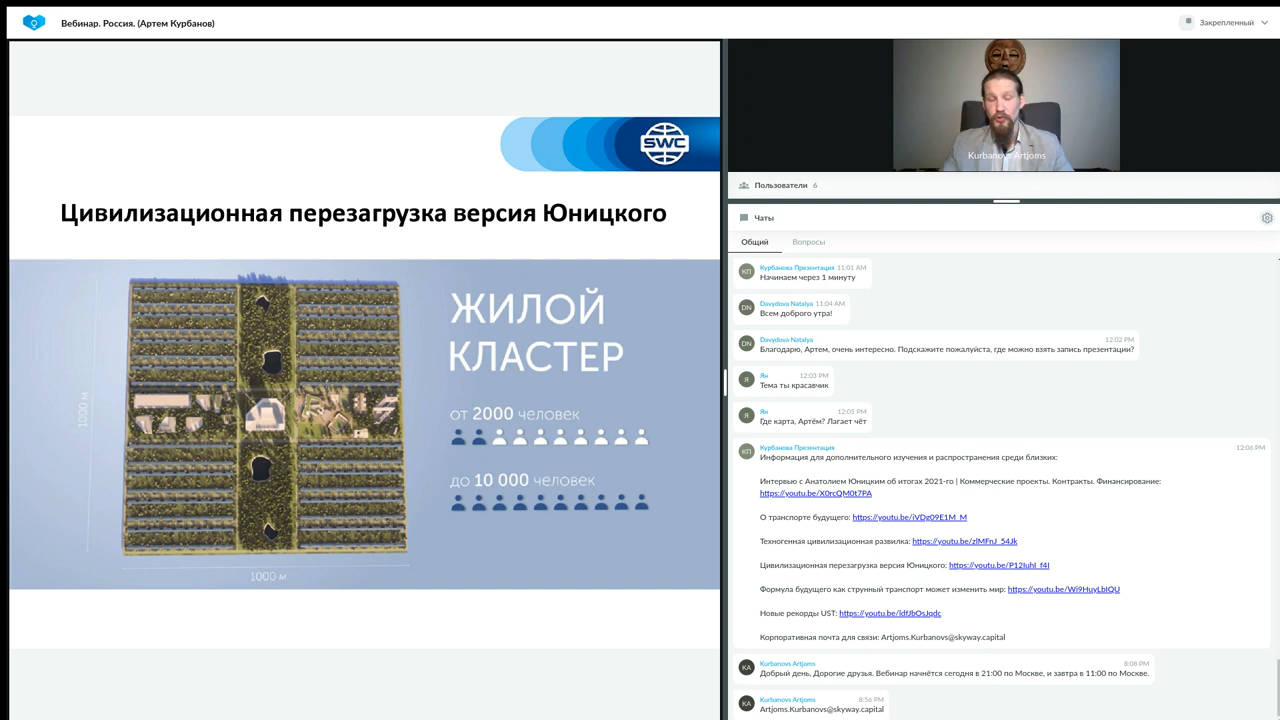 Вебинар. Россия. (Артем Курбанов)
Закрепленный
SWC
Цивилизационная перезагрузка версия Юницкого
ЖИЛОЙ
КЛАСТЕР
от 2000 человек
до 10 000 человек
1000 м
1000 м
Kurbanovs Artjoms
Пользователи 6
Чаты
Общий
Вопросы
КП
Курбанова Презентация 11:01 AM
Начинаем через 1 минуту
DN
Davydova Natalya 11:04 AM
Всем доброго утра!
DN
Davydova Natalya 12:02 PM
Благодарю, Артем, очень интересно. Подскажите пожалуйста, где можно взять запись презентации?
Я
Ян 12:03 PM
Тема ты красавчик
Я
Ян 12:05 PM
Где карта, Артём? Лагает чёт
КП
Курбанова Презентация 12:06 PM
Информация для дополнительного изучения и распространения среди близких:
Интервью с Анатолием Юницким об итогах 2021-го | Коммерческие проекты. Контракты. Финансирование:
https://youtu.be/X0rcQM0t7PA
О транспорте будущего: https://youtu.be/iVDg09E1M_M
Техногенная цивилизационная развилка: https://youtu.be/zlMFnJ_54Jk
Цивилизационная перезагрузка версия Юницкого: https://youtu.be/P12IuhI_f4I
Формула будущего как струнный транспорт может изменить мир: https://youtu.be/Wi9HuyLbIQU
Новые рекорды UST: https://youtu.be/ldfJbOsJqdc
Корпоративная почта для связи: Artjoms.Kurbanovs@skyway.capital
KA
Kurbanovs Artjoms 8:08 PM
Добрый день, Дорогие друзья. Вебинар начнётся сегодня в 21:00 по Москве, и завтра в 11:00 по Москве.
KA
Kurbanovs Artjoms 8:56 PM
Artjoms.Kurbanovs@skyway.capital